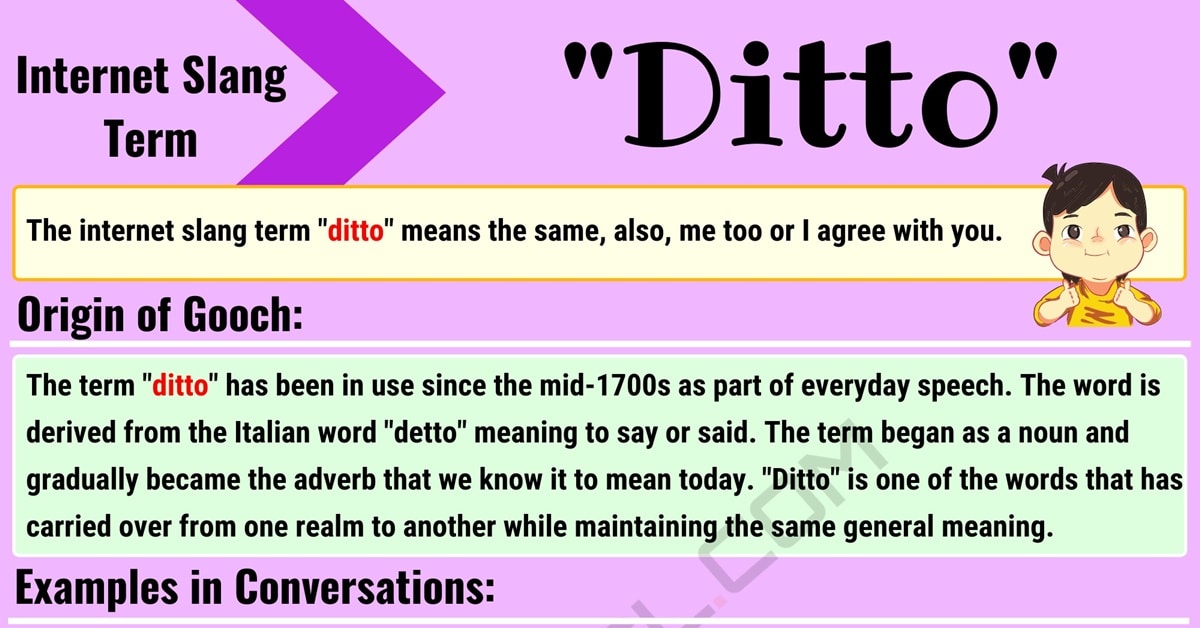 Internet Slang
Term
"Ditto"
The internet slang term "ditto" means the same, also, me too or I agree with you.
Origin of Gooch:
The term "ditto" has been in use since the mid-1700s as part of everyday speech. The word is
derived from the Italian word "detto" meaning to say or said. The term began as a noun and
gradually became the adverb that we know it to mean today. "Ditto" is one of the words that has
carried over from one realm to another while maintaining the same general meaning.
Examples in Conversations:
L.COM